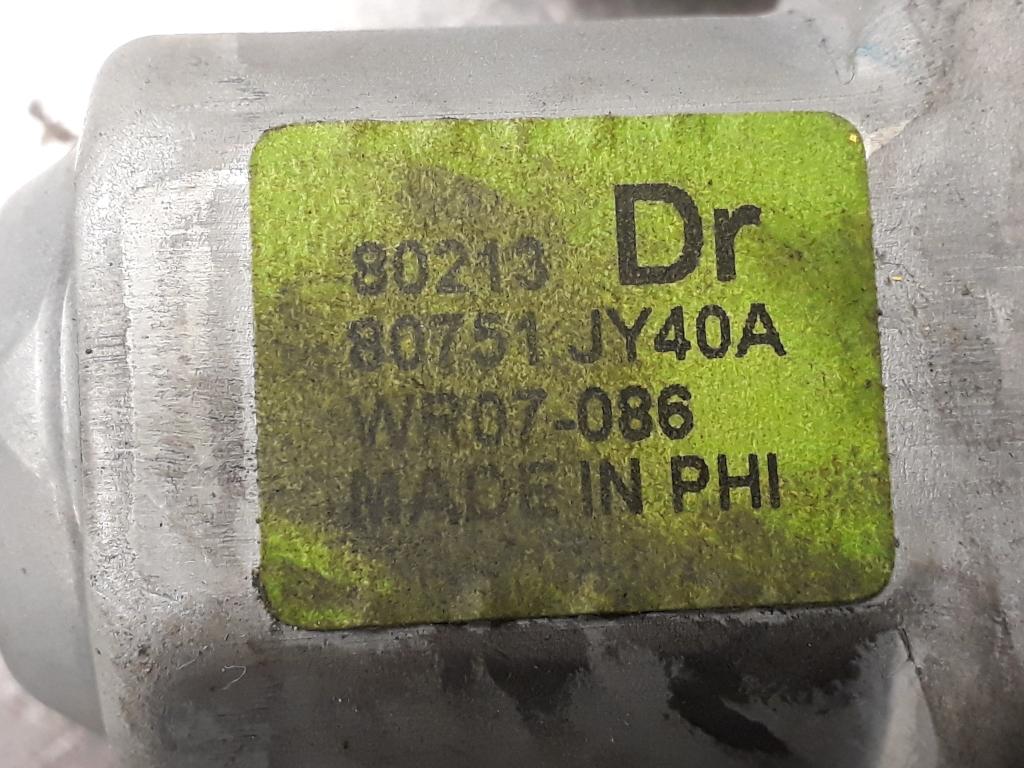 Dr
80213
80751 JY40A
WR07-086
MADE IN PHI